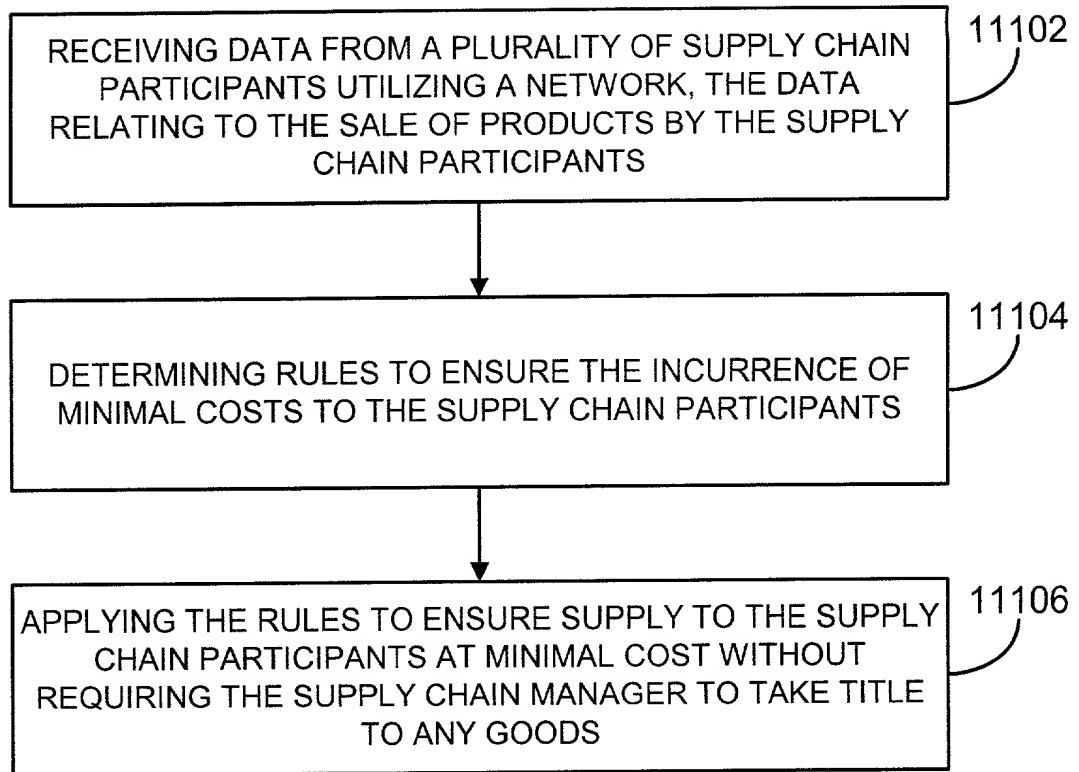 RECEIVING DATA FROM A PLURALITY OF SUPPLY CHAIN
PARTICIPANTS UTILIZING A NETWORK, THE DATA
RELATING TO THE SALE OF PRODUCTS BY THE SUPPLY
CHAIN PARTICIPANTS
11102
DETERMINING RULES TO ENSURE THE INCURRENCE OF
MINIMAL COSTS TO THE SUPPLY CHAIN PARTICIPANTS
11104
APPLYING THE RULES TO ENSURE SUPPLY TO THE SUPPLY
CHAIN PARTICIPANTS AT MINIMAL COST WITHOUT
REQUIRING THE SUPPLY CHAIN MANAGER TO TAKE TITLE
TO ANY GOODS
11106